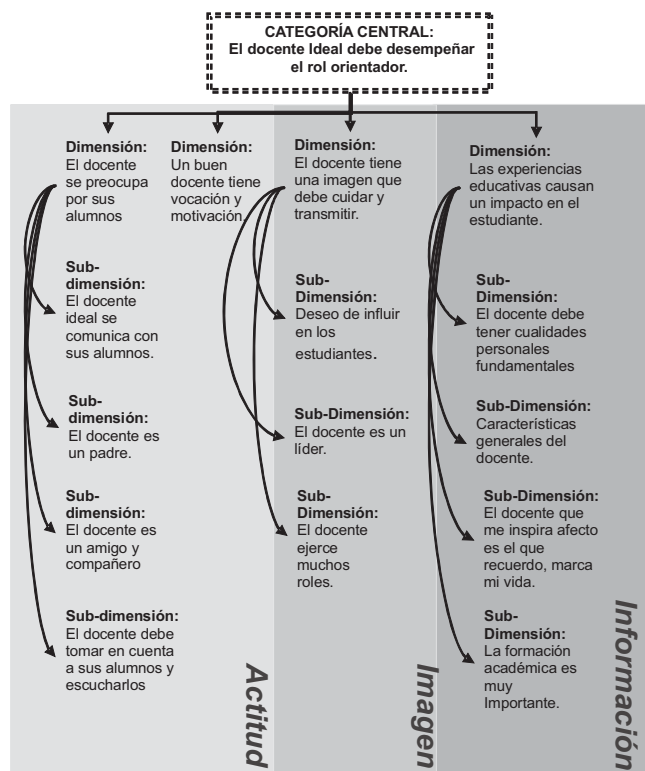 CATEGORÍA CENTRAL:
El docente Ideal debe desempeñar
el rol orientador.
Dimensión:
El docente
se preocupa
por sus
alumnos
Sub-
dimensión:
El docente
ideal se
comunica con
sus alumnos.
Sub-
dimensión:
El docente es
un padre.
Sub-
dimensión:
El docente es
un amigo y
compañero
Sub-dimensión:
El docente debe
tomar en cuenta
a sus alumnos y
escucharlos
Dimensión:
Un buen
docente tiene
vocación y
motivación.
Actitud
Dimensión:
El docente tiene
una imagen que
debe cuidar y
transmitir.
Sub-
Dimensión:
Deseo de influir
en los
estudiantes.
Sub-Dimensión:
El docente es un
líder.
Sub-
Dimensión:
El docente
ejerce
muchos
roles.
Imagen
Dimensión:
Las experiencias
educativas causan
un impacto en el
estudiante.
Sub-
Dimensión:
El docente debe
tener cualidades
personales
fundamentales
Sub-Dimensión:
Características
generales del
docente.
Sub-Dimensión:
El docente que
me inspira afecto
es el que
recuerdo, marca
mi vida.
Sub-
Dimensión:
La formación
académica es
muy
Importante.
Información